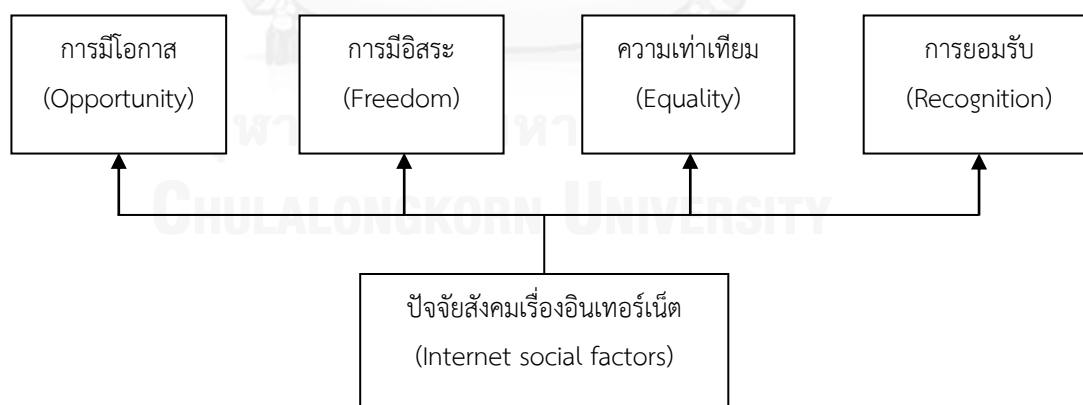 การมีโอกาส
(Opportunity)
การมีอิสระ
(Freedom)
ความเท่าเทียม
(Equality)
การยอมรับ
(Recognition)
CHULALONGKORN UNIVERSITY
ปัจจัยสังคมเรื่องอินเทอร์เน็ต
(Internet social factors)